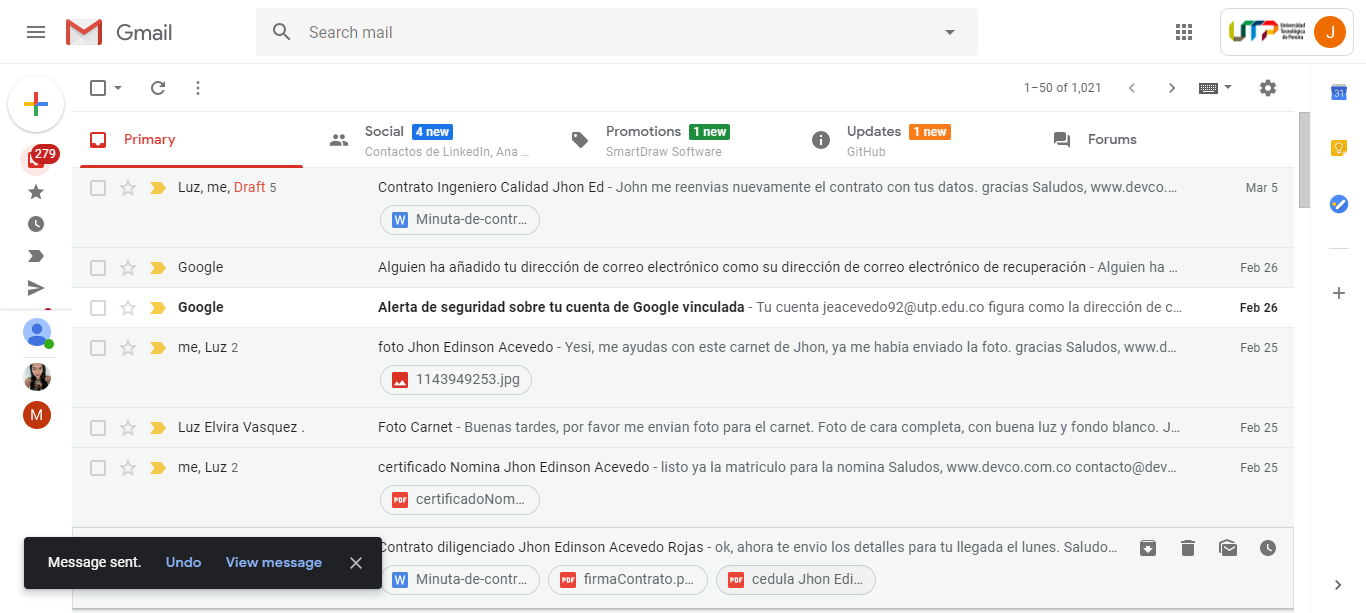 Gmail
Search mail
UTP Universidad Tecnológica de Pereira
J
1–50 of 1,021
31
Primary
Social 4 new
Contactos de LinkedIn, Ana ...
Promotions 1 new
SmartDraw Software
Updates 1 new
GitHub
Forums
279
Luz, me, Draft 5 Contrato Ingeniero Calidad Jhon Ed - John me reenvias nuevamente el contrato con tus datos. gracias Saludos, www.devco.... Mar 5
W Minuta-de-contr...
Google Alguien ha añadido tu dirección de correo electrónico como su dirección de correo electrónico de recuperación - Alguien ha ... Feb 26
Google Alerta de seguridad sobre tu cuenta de Google vinculada - Tu cuenta jeacevedo92@utp.edu.co figura como la dirección de c... Feb 26
me, Luz 2 foto Jhon Edinson Acevedo - Yesi, me ayudas con este carnet de Jhon, ya me habia enviado la foto. gracias Saludos, www.d... Feb 25
1143949253.jpg
M
Luz Elvira Vasquez . Foto Carnet - Buenas tardes, por favor me envian foto para el carnet. Foto de cara completa, con buena luz y fondo blanco. J... Feb 25
me, Luz 2 certificado Nomina Jhon Edinson Acevedo - listo ya la matriculo para la nomina Saludos, www.devco.com.co contacto@dev... Feb 25
PDF certificadoNom...
Contrato diligenciado Jhon Edinson Acevedo Rojas - ok, ahora te envio los detalles para tu llegada el lunes. Saludo...
W Minuta-de-contr... PDF firmaContrato.p... PDF cedula Jhon Edi...
Message sent. Undo View message